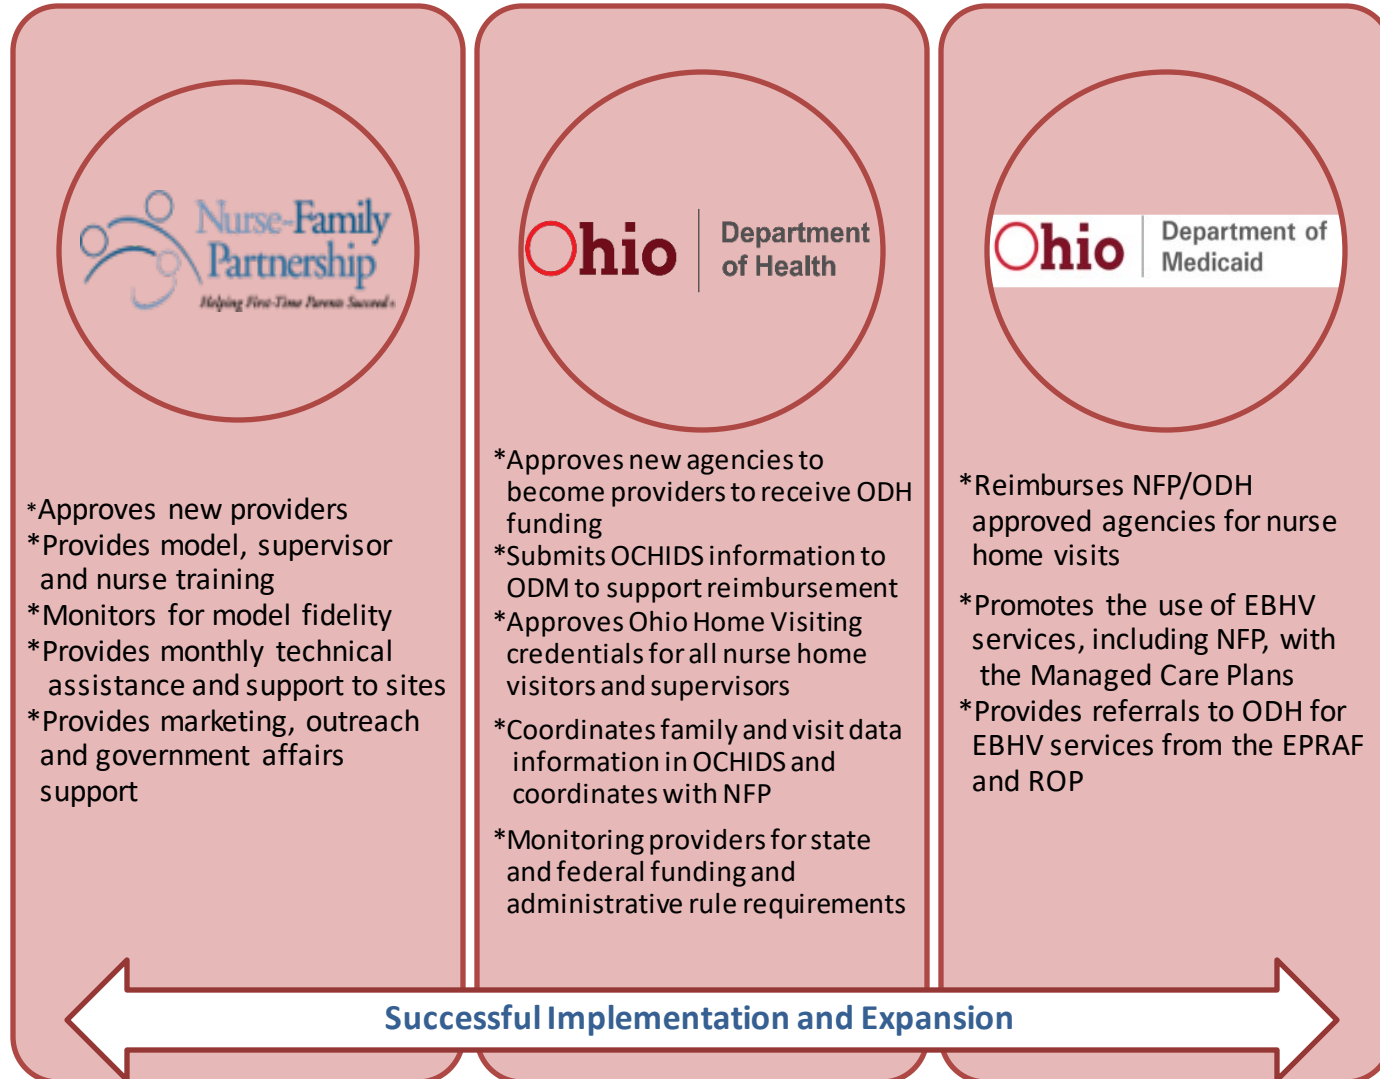 Nurse-Family
Partnership
Helping First-Time Parents Succeed
*Approves new providers
*Provides model, supervisor
and nurse training
*Monitors for model fidelity
*Provides monthly technical
assistance and support to sites
*Provides marketing, outreach
and government affairs
support
Ohio
Department
of Health
*Approves new agencies to
become providers to receive ODH
funding
*Submits OCHIDS information to
ODM to support reimbursement
*Approves Ohio Home Visiting
credentials for all nurse home
visitors and supervisors
*Coordinates family and visit data
information in OCHIDS and
coordinates with NFP
*Monitoring providers for state
and federal funding and
administrative rule requirements
Ohio
Department of
Medicaid
*Reimburses NFP/ODH
approved agencies for nurse
home visits
*Promotes the use of EBHV
services, including NFP, with
the Managed Care Plans
*Provides referrals to ODH for
EBHV services from the EPRAF
and ROP
Successful Implementation and Expansion